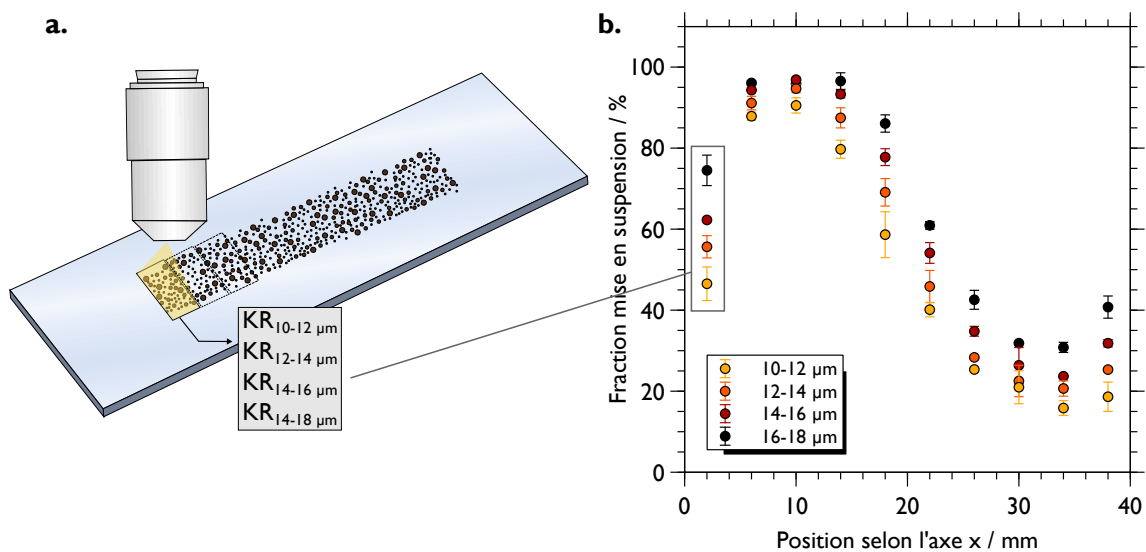 a.
KR10-12 µm
KR12-14 µm
KR14-16 µm
KR14-18 µm
b.
Fraction mise en suspension / %
100
80
60
40
20
0
10-12 µm
12-14 µm
14-16 µm
16-18 µm
0 10 20 30 40
Position selon l'axe x / mm